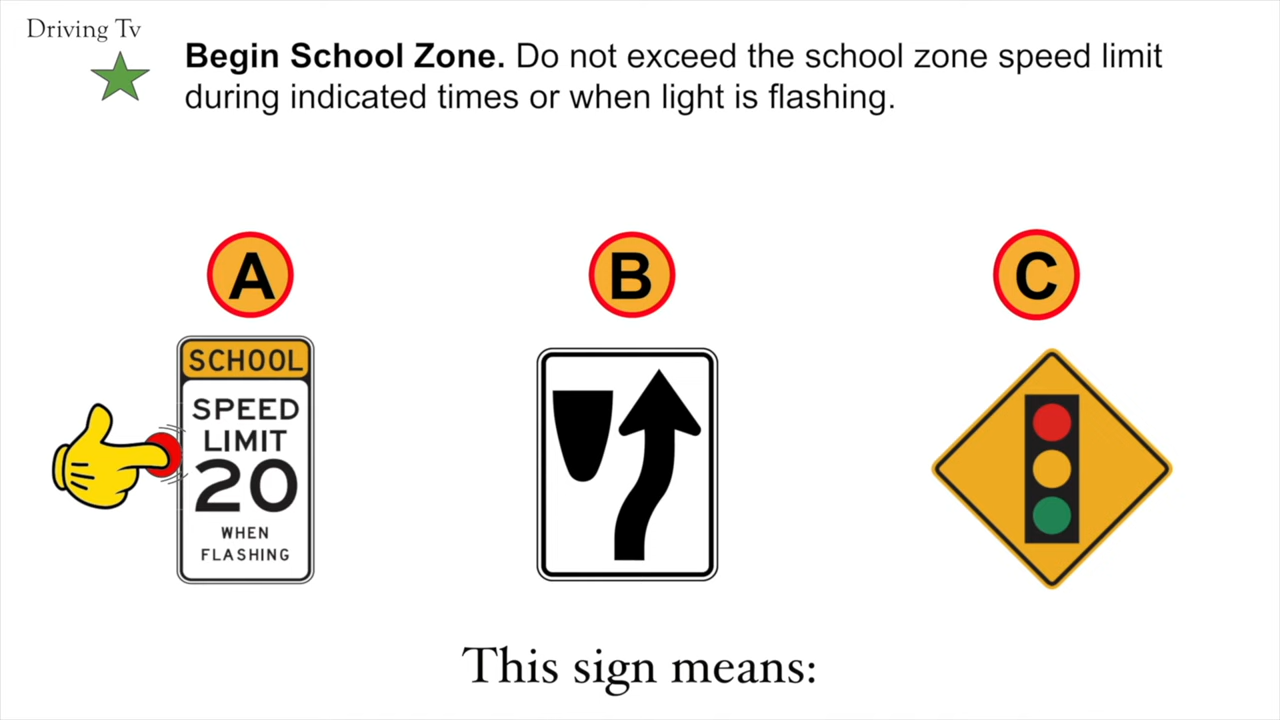 Driving Tv
Begin School Zone. Do not exceed the school zone speed limit
during indicated times or when light is flashing.
A
B
C
SCHOOL
SPEED
LIMIT
20
WHEN
FLASHING
This sign means: